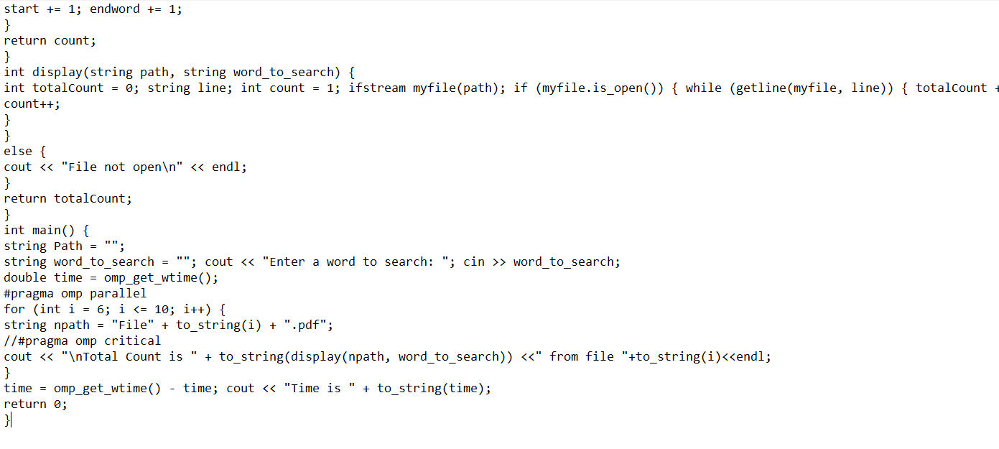 start += 1; endword += 1;
}
return count;
}
int display(string path, string word_to_search) {
int totalCount = 0; string line; int count = 1; ifstream myfile(path); if (myfile.is_open()) { while (getline(myfile, line)) { totalCount +
count++;
}
}
else {
cout << "File not open\n" << endl;
}
return totalCount;
}
int main() {
string Path = "";
string word_to_search = ""; cout << "Enter a word to search: "; cin >> word_to_search;
double time = omp_get_wtime();
#pragma omp parallel
for (int i = 6; i <= 10; i++) {
string npath = "File" + to_string(i) + ".pdf";
//#pragma omp critical
cout << "\nTotal Count is " + to_string(display(npath, word_to_search)) <<" from file "+to_string(i)<<endl;
}
time = omp_get_wtime() - time; cout << "Time is " + to_string(time);
return 0;
}